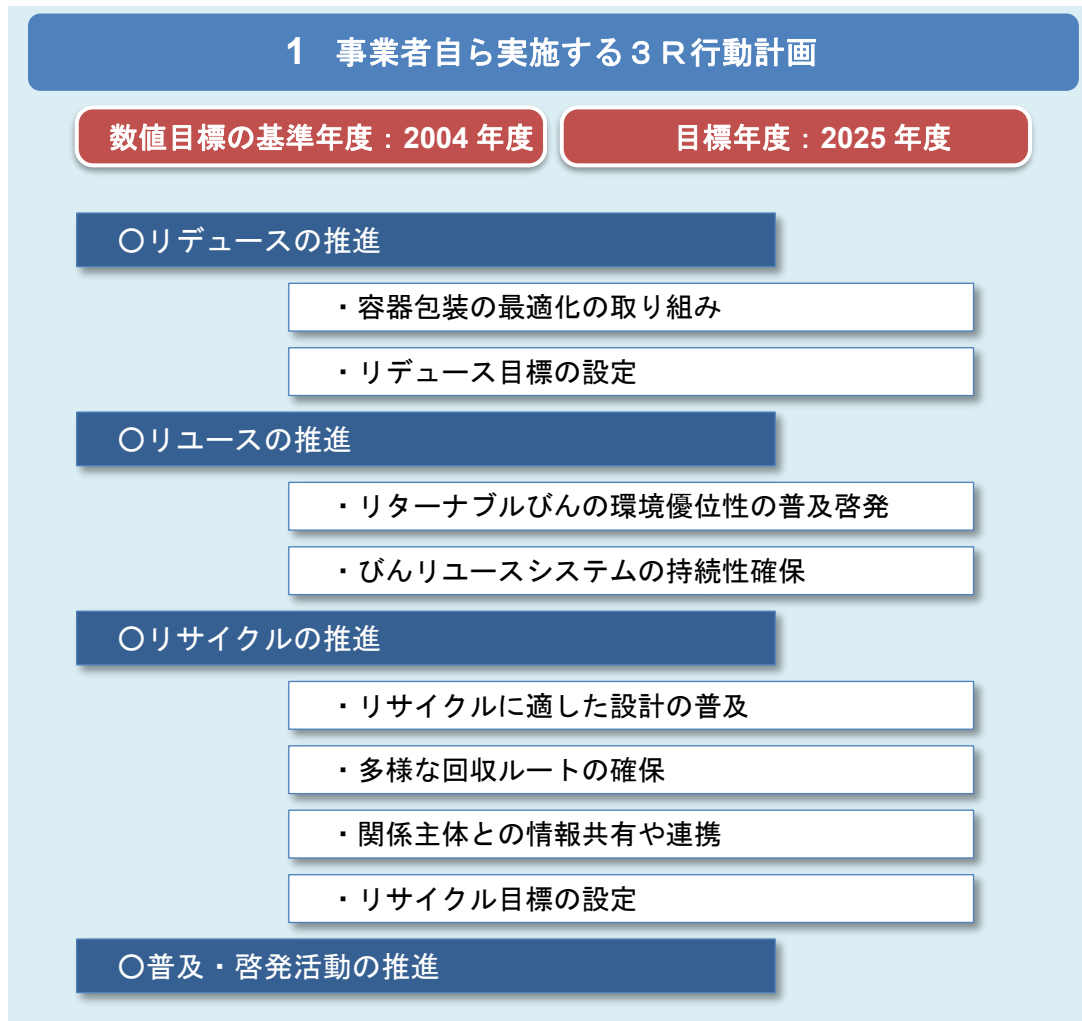 1 事業者自ら実施する３Ｒ行動計画
数値目標の基準年度：2004 年度
目標年度：2025 年度
○リデュースの推進
・容器包装の最適化の取り組み
・リデュース目標の設定
○リユースの推進
・リターナブルびんの環境優位性の普及啓発
・びんリユースシステムの持続性確保
○リサイクルの推進
・リサイクルに適した設計の普及
・多様な回収ルートの確保
・関係主体との情報共有や連携
・リサイクル目標の設定
○普及・啓発活動の推進